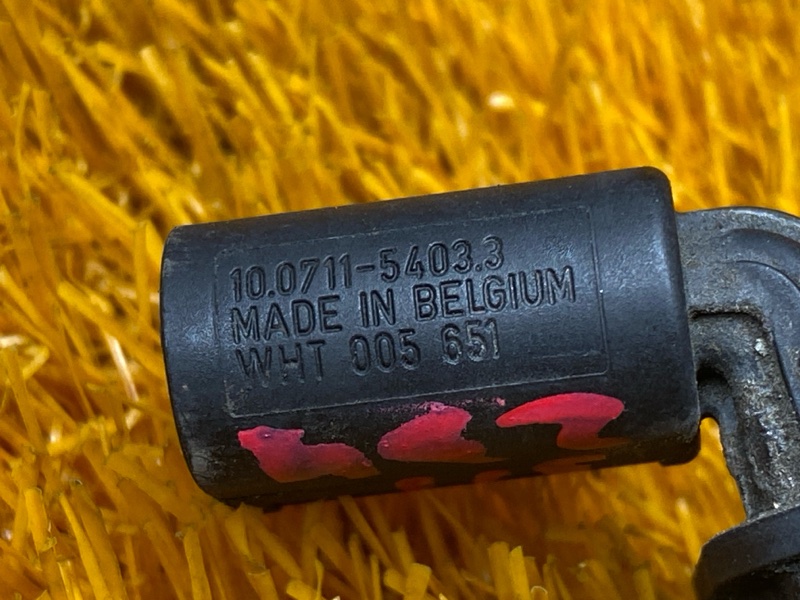 10.0711-5403.3
MADE IN BELGIUM
WHT 005 651